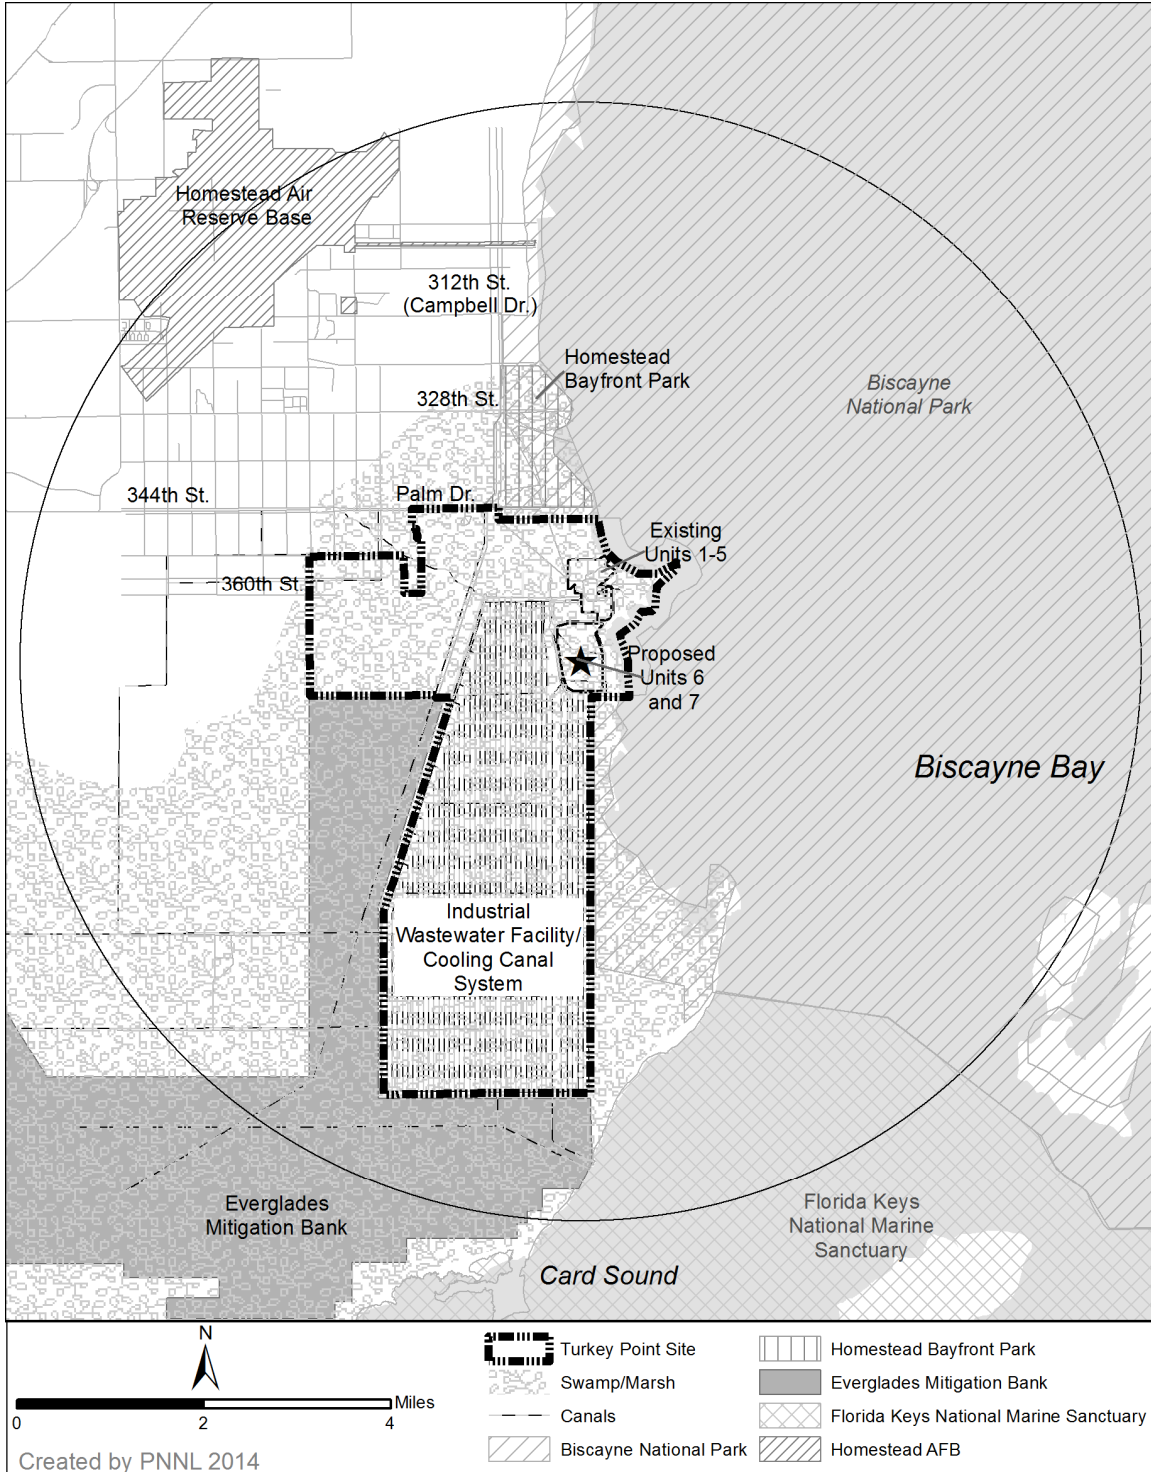 Homestead Air
Reserve Base
312th St.
(Campbell Dr.)
Homestead
Bayfront Park
Biscayne
National Park
328th St.
344th St.
Palm Dr.
Existing
Units 1-5
360th St.
Proposed
Units 6
and 7
Biscayne Bay
Industrial
Wastewater Facility/
Cooling Canal
System
Everglades
Mitigation Bank
Florida Keys
National Marine
Sanctuary
Card Sound
N
Miles
0 2 4
Created by PNNL 2014
Turkey Point Site
Swamp/Marsh
Canals
Biscayne National Park
Homestead Bayfront Park
Everglades Mitigation Bank
Florida Keys National Marine Sanctuary
Homestead AFB